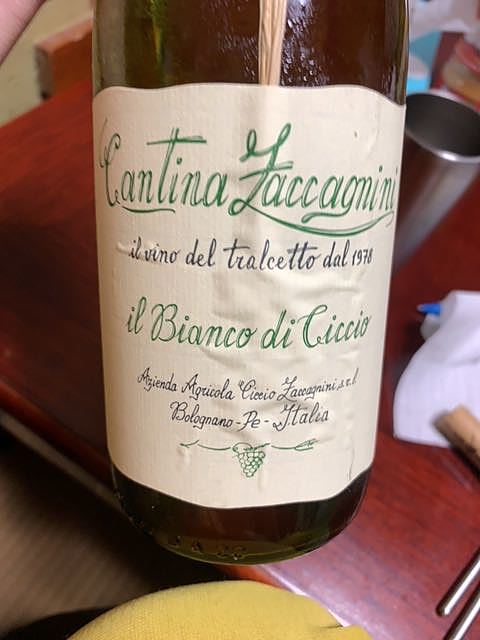 Cantina Zaccagnini
il vino del tralcetto dal 1978
il Bianco di Ciccio
Azienda Agricola Ciccio Zaccagnini s.r.l.
Bolognano - Pe - Italia